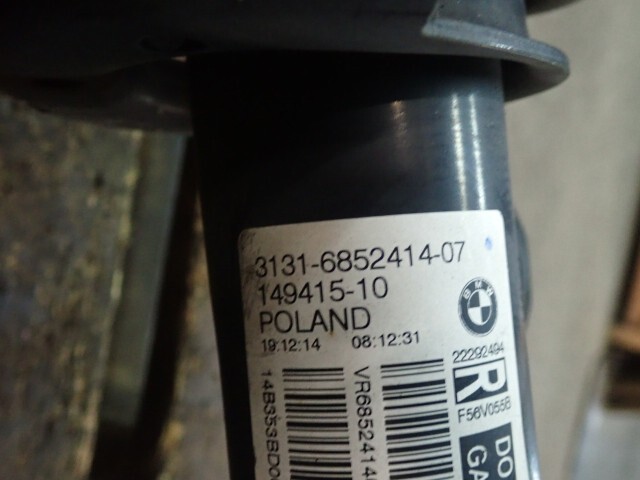 3131-6852414-07
149415-10
POLAND
19:12:14 08:12:31
BMW
22292494
R
F56V0558
DO
GA
14B353BD0
VR6852414